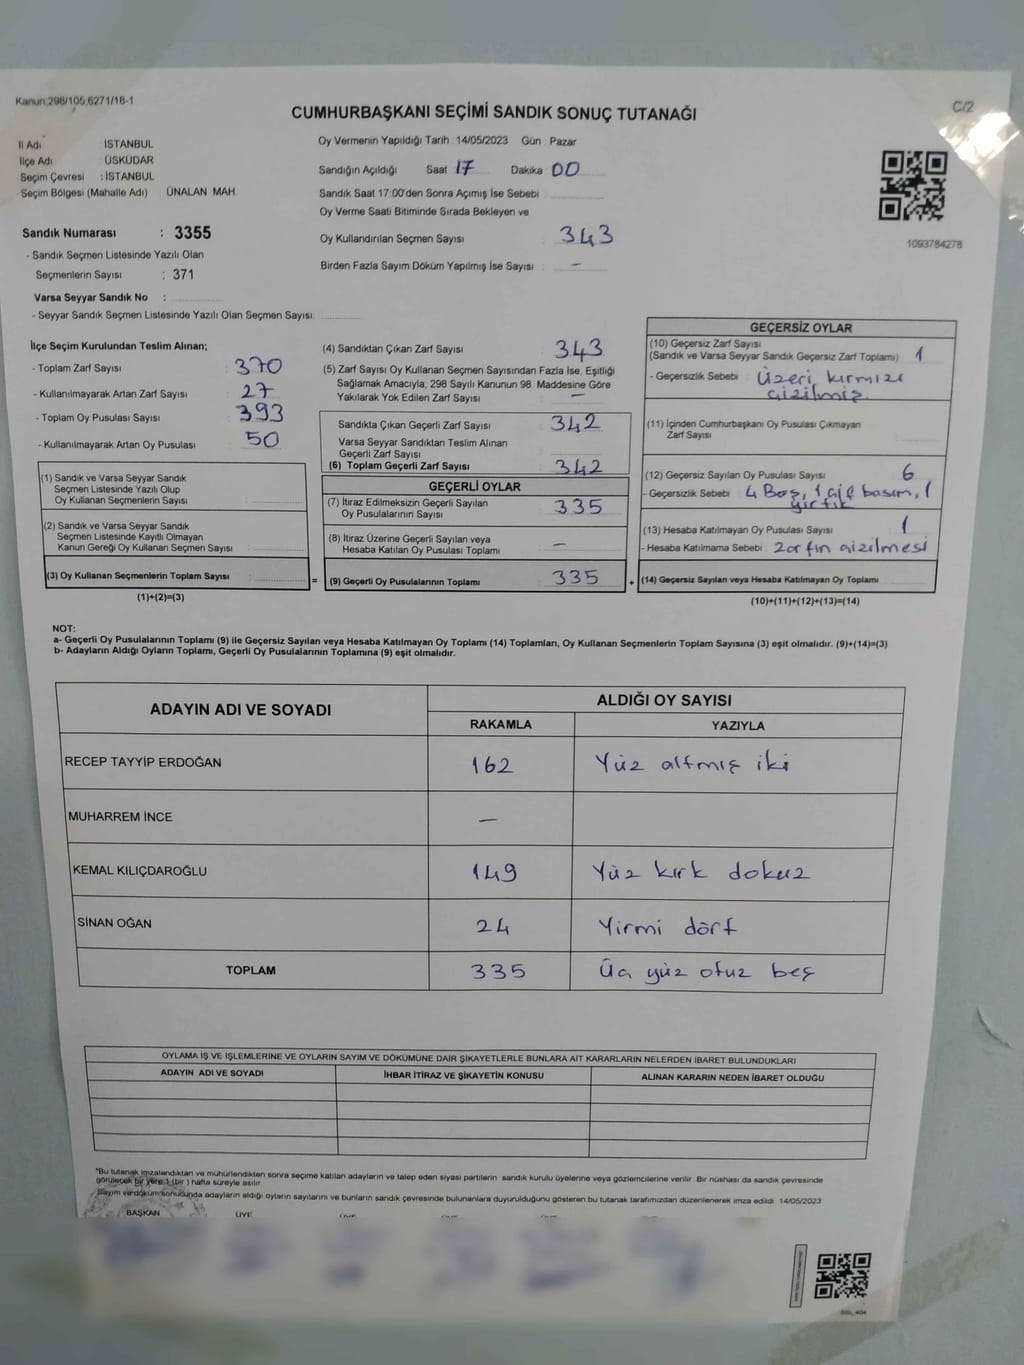 Kanun,298/105,6271/18-1
C/2
CUMHURBAŞKANI SEÇİMİ SANDIK SONUÇ TUTANAĞI
İl Adı İSTANBUL
İlçe Adı : ÜSKÜDAR
Seçim Çevresi : İSTANBUL
Seçim Bölgesi (Mahalle Adı) ÜNALAN MAH.
Oy Vermenin Yapıldığı Tarih : 14/05/2023 Gün : Pazar
Sandığın Açıldığı Saat 17 Dakika 00
Sandık Saat 17:00'den Sonra Açımış İse Sebebi
Oy Verme Saati Bitiminde Sırada Bekleyen ve
Oy Kullandırılan Seçmen Sayısı : 343
Birden Fazla Sayım Döküm Yapılmış İse Sayısı : –
1093784278
Sandık Numarası : 3355
- Sandık Seçmen Listesinde Yazılı Olan
Seçmenlerin Sayısı : 371
Varsa Seyyar Sandık No :
- Seyyar Sandık Seçmen Listesinde Yazılı Olan Seçmen Sayısı:
İlçe Seçim Kurulundan Teslim Alınan;
- Toplam Zarf Sayısı : 370
- Kullanılmayarak Artan Zarf Sayısı : 27
- Toplam Oy Pusulası Sayısı : 393
- Kullanılmayarak Artan Oy Pusulası : 50
(1) Sandık ve Varsa Seyyar Sandık
Seçmen Listesinde Yazılı Olup
Oy Kullanan Seçmenlerin Sayısı :
(2) Sandık ve Varsa Seyyar Sandık
Seçmen Listesinde Kayıtlı Olmayan
Kanun Gereği Oy Kullanan Seçmen Sayısı :
(3) Oy Kullanan Seçmenlerin Toplam Sayısı :
(1)+(2)=(3)
(4) Sandıktan Çıkan Zarf Sayısı : 343
(5) Zarf Sayısı Oy Kullanan Seçmen Sayısından Fazla İse, Eşitliği
Sağlamak Amacıyla; 298 Sayılı Kanunun 98. Maddesine Göre
Yakılarak Yok Edilen Zarf Sayısı : –
Sandıkta Çıkan Geçerli Zarf Sayısı : 342
Varsa Seyyar Sandıktan Teslim Alınan
Geçerli Zarf Sayısı
(6) Toplam Geçerli Zarf Sayısı : 342
GEÇERLİ OYLAR
(7) İtiraz Edilmeksizin Geçerli Sayılan
Oy Pusulalarının Sayısı : 335
(8) İtiraz Üzerine Geçerli Sayılan veya
Hesaba Katılan Oy Pusulası Toplamı : –
= (9) Geçerli Oy Pusulalarının Toplamı : 335
GEÇERSİZ OYLAR
(10) Geçersiz Zarf Sayısı
(Sandık ve Varsa Seyyar Sandık Geçersiz Zarf Toplamı) 1
- Geçersizlik Sebebi : Üzeri kırmızı
çizilmiş.
(11) İçinden Cumhurbaşkanı Oy Pusulası Çıkmayan
Zarf Sayısı
(12) Geçersiz Sayılan Oy Pusulası Sayısı : 6
- Geçersizlik Sebebi : 4 Boş, 1 çift basım, 1
yırtık
(13) Hesaba Katılmayan Oy Pusulası Sayısı : 1
- Hesaba Katılmama Sebebi : Zarfın çizilmesi
+ (14) Geçersiz Sayılan veya Hesaba Katılmayan Oy Toplamı
(10)+(11)+(12)+(13)=(14)
NOT:
a- Geçerli Oy Pusulalarının Toplamı (9) ile Geçersiz Sayılan veya Hesaba Katılmayan Oy Toplamı (14) Toplamları, Oy Kullanan Seçmenlerin Toplam Sayısına (3) eşit olmalıdır. (9)+(14)=(3)
b- Adayların Aldığı Oyların Toplamı, Geçerli Oy Pusulalarının Toplamına (9) eşit olmalıdır.
ADAYIN ADI VE SOYADI
ALDIĞI OY SAYISI
RAKAMLA YAZIYLA
RECEP TAYYİP ERDOĞAN 162 Yüz altmış iki
MUHARREM İNCE –
KEMAL KILIÇDAROĞLU 149 Yüz kırk dokuz
SİNAN OĞAN 24 Yirmi dört
TOPLAM 335 Üç yüz otuz beş
OYLAMA İŞ VE İŞLEMLERİNE VE OYLARIN SAYIM VE DÖKÜMÜNE DAİR ŞİKAYETLERLE BUNLARA AİT KARARLARIN NELERDEN İBARET BULUNDUKLARI
ADAYIN ADI VE SOYADI İHBAR İTİRAZ VE ŞİKAYETİN KONUSU ALINAN KARARIN NEDEN İBARET OLDUĞU
*Bu tutanak imzalandıktan ve mühürlendikten sonra seçime katılan adayların ve talep eden siyasi partilerin sandık kurulu üyelerine veya gözlemcilerine verilir. Bir nüshası da sandık çevresinde
görülecek bir yere 1 (bir ) hafta süreyle asılır.
Sayım ve döküm sonucunda adayların aldığı oyların sayılarını ve bunların sandık çevresinde bulunanlara duyurulduğunu gösteren bu tutanak tarafımızdan düzenlenerek imza edildi. 14/05/2023
BAŞKAN ÜYE